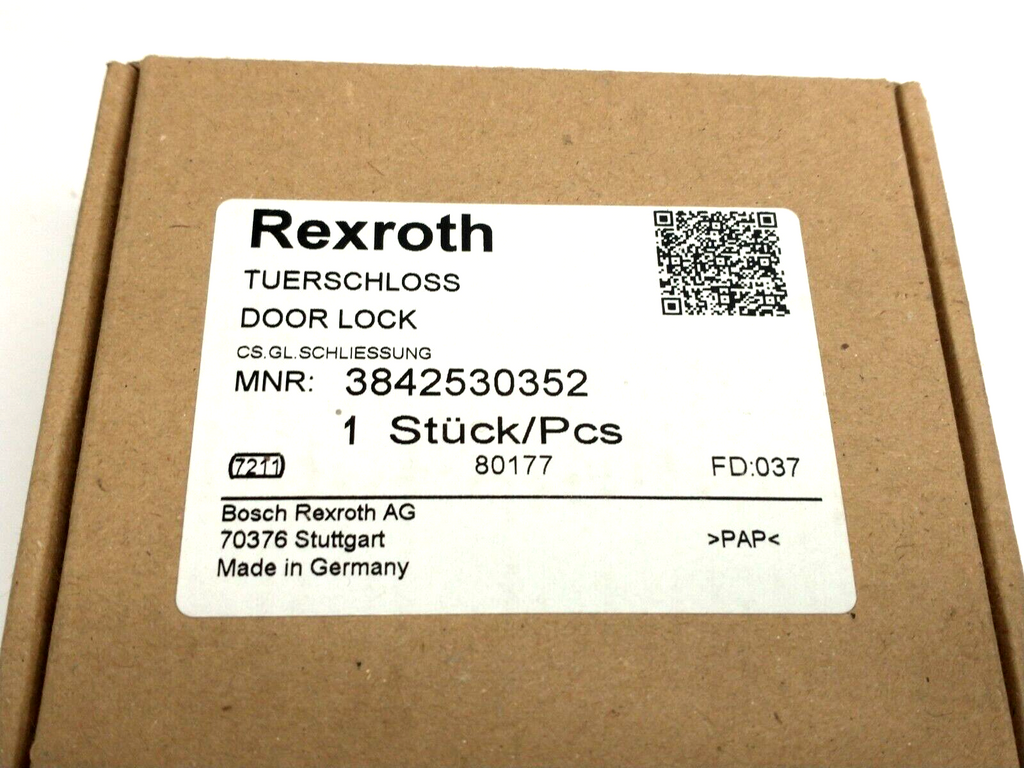 Rexroth
TUERSCHLOSS
DOOR LOCK
CS.GL.SCHLIESSUNG
MNR: 3842530352
1 Stück/Pcs
7211 80177 FD:037
Bosch Rexroth AG
70376 Stuttgart >PAP<
Made in Germany